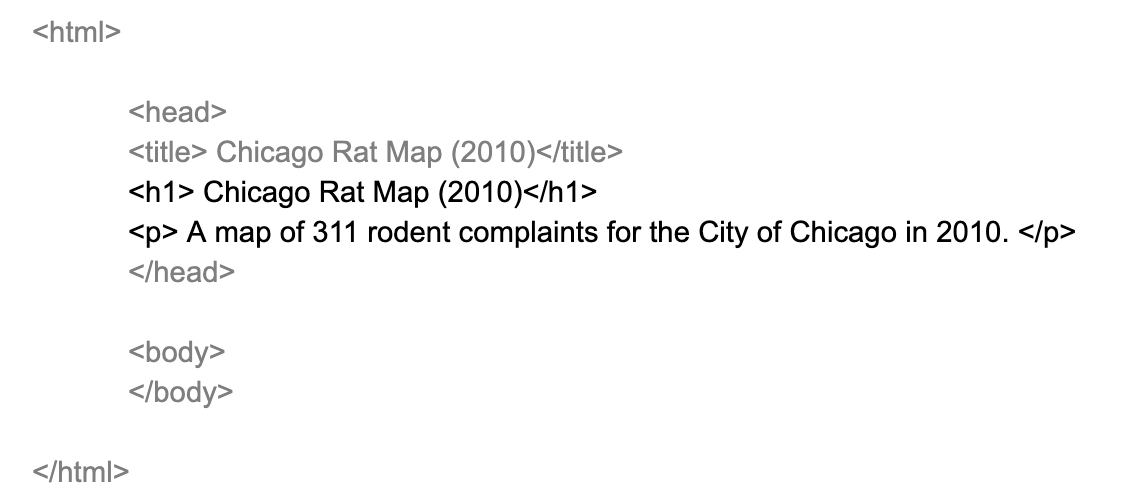 <html>
<head>
<title> Chicago Rat Map (2010)</title>
<h1> Chicago Rat Map (2010)</h1>
<p> A map of 311 rodent complaints for the City of Chicago in 2010. </p>
</head>
<body>
</body>
</html>